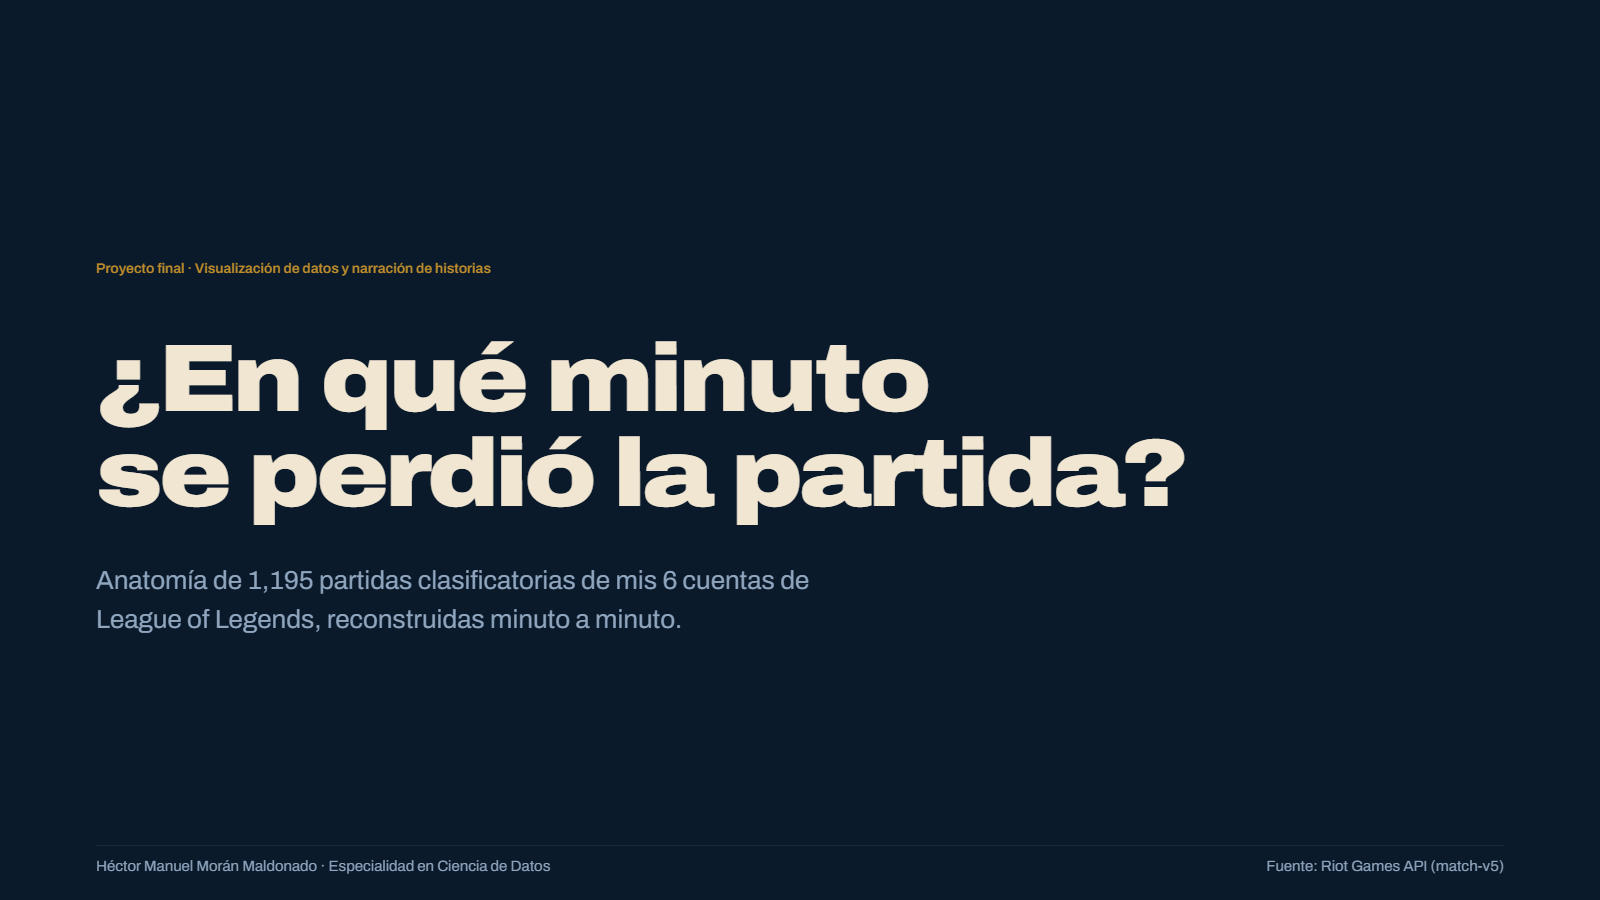 Proyecto final · Visualización de datos y narración de historias
¿En qué minuto
se perdió la partida?
Anatomía de 1,195 partidas clasificatorias de mis 6 cuentas de
League of Legends, reconstruidas minuto a minuto.
Héctor Manuel Morán Maldonado · Especialidad en Ciencia de Datos
Fuente: Riot Games API (match-v5)